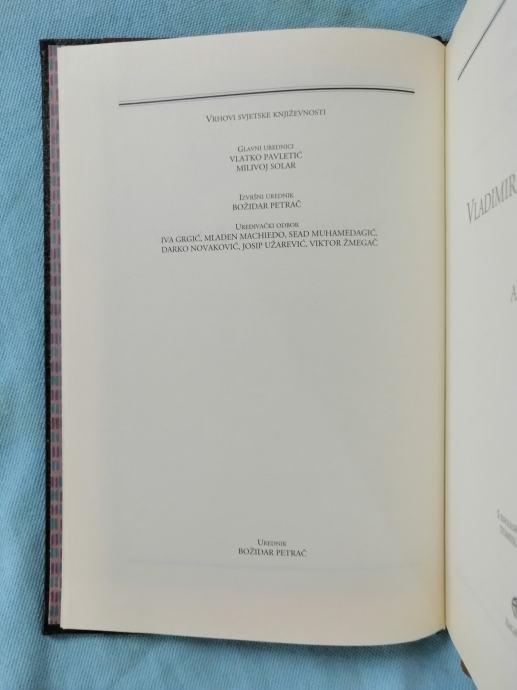 VRHOVI SVJETSKE KNJIŽEVNOSTI
GLAVNI UREDNICI
VLATKO PAVLETIĆ
MILIVOJ SOLAR
IZVRŠNI UREDNIK
BOŽIDAR PETRAČ
UREĐIVAČKI ODBOR
IVA GRGIĆ, MLADEN MACHIEDO, SEAD MUHAMEDAGIĆ,
DARKO NOVAKOVIĆ, JOSIP UŽAREVIĆ, VIKTOR ŽMEGAČ
UREDNIK
BOŽIDAR PETRAČ
VLADIMIR
A